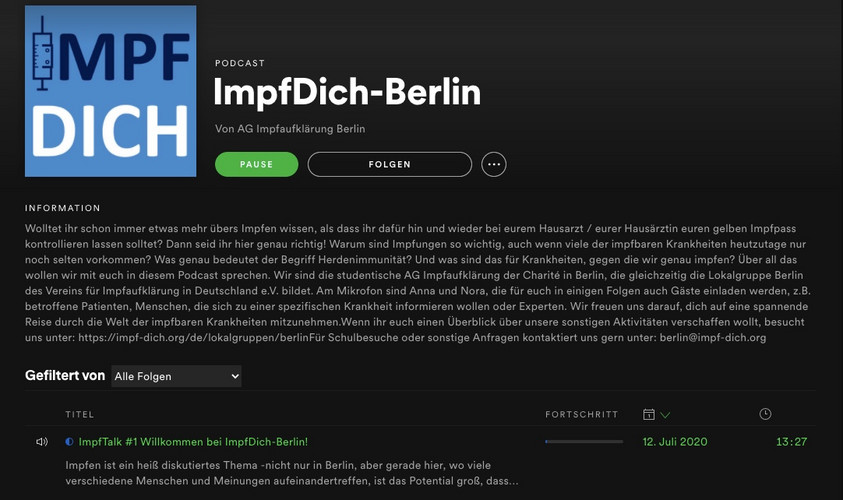 IMPF
DICH
PODCAST
ImpfDich-Berlin
Von AG Impfaufklärung Berlin
PAUSE
FOLGEN
INFORMATION
Wolltet ihr schon immer etwas mehr übers Impfen wissen, als dass ihr dafür hin und wieder bei eurem Hausarzt / eurer Hausärztin euren gelben Impfpass
kontrollieren lassen solltet? Dann seid ihr hier genau richtig! Warum sind Impfungen so wichtig, auch wenn viele der impfbaren Krankheiten heutzutage nur
noch selten vorkommen? Was genau bedeutet der Begriff Herdenimmunität? Und was sind das für Krankheiten, gegen die wir genau impfen? Über all das
wollen wir mit euch in diesem Podcast sprechen. Wir sind die studentische AG Impfaufklärung der Charité in Berlin, die gleichzeitig die Lokalgruppe Berlin
des Vereins für Impfaufklärung in Deutschland e.V. bildet. Am Mikrofon sind Anna und Nora, die für euch in einigen Folgen auch Gäste einladen werden, z.B.
betroffene Patienten, Menschen, die sich zu einer spezifischen Krankheit informieren wollen oder Experten. Wir freuen uns darauf, dich auf eine spannende
Reise durch die Welt der impfbaren Krankheiten mitzunehmen.Wenn ihr euch einen Überblick über unsere sonstigen Aktivitäten verschaffen wollt, besucht
uns unter: https://impf-dich.org/de/lokalgruppen/berlinFür Schulbesuche oder sonstige Anfragen kontaktiert uns gern unter: berlin@impf-dich.org
Gefiltert von Alle Folgen
TITEL FORTSCHRITT
ImpfTalk #1 Willkommen bei ImpfDich-Berlin! 12. Juli 2020 13:27
Impfen ist ein heiß diskutiertes Thema -nicht nur in Berlin, aber gerade hier, wo viele
verschiedene Menschen und Meinungen aufeinandertreffen, ist das Potential groß, dass...